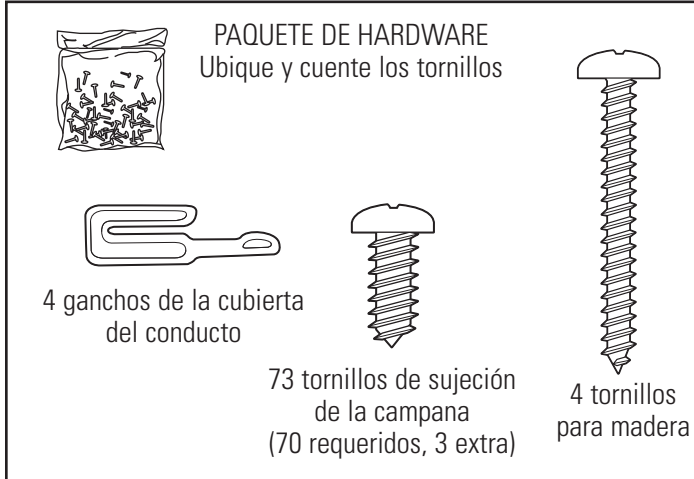 PAQUETE DE HARDWARE
Ubique y cuente los tornillos
4 ganchos de la cubierta
del conducto
73 tornillos de sujeción
de la campana
(70 requeridos, 3 extra)
4 tornillos
para madera